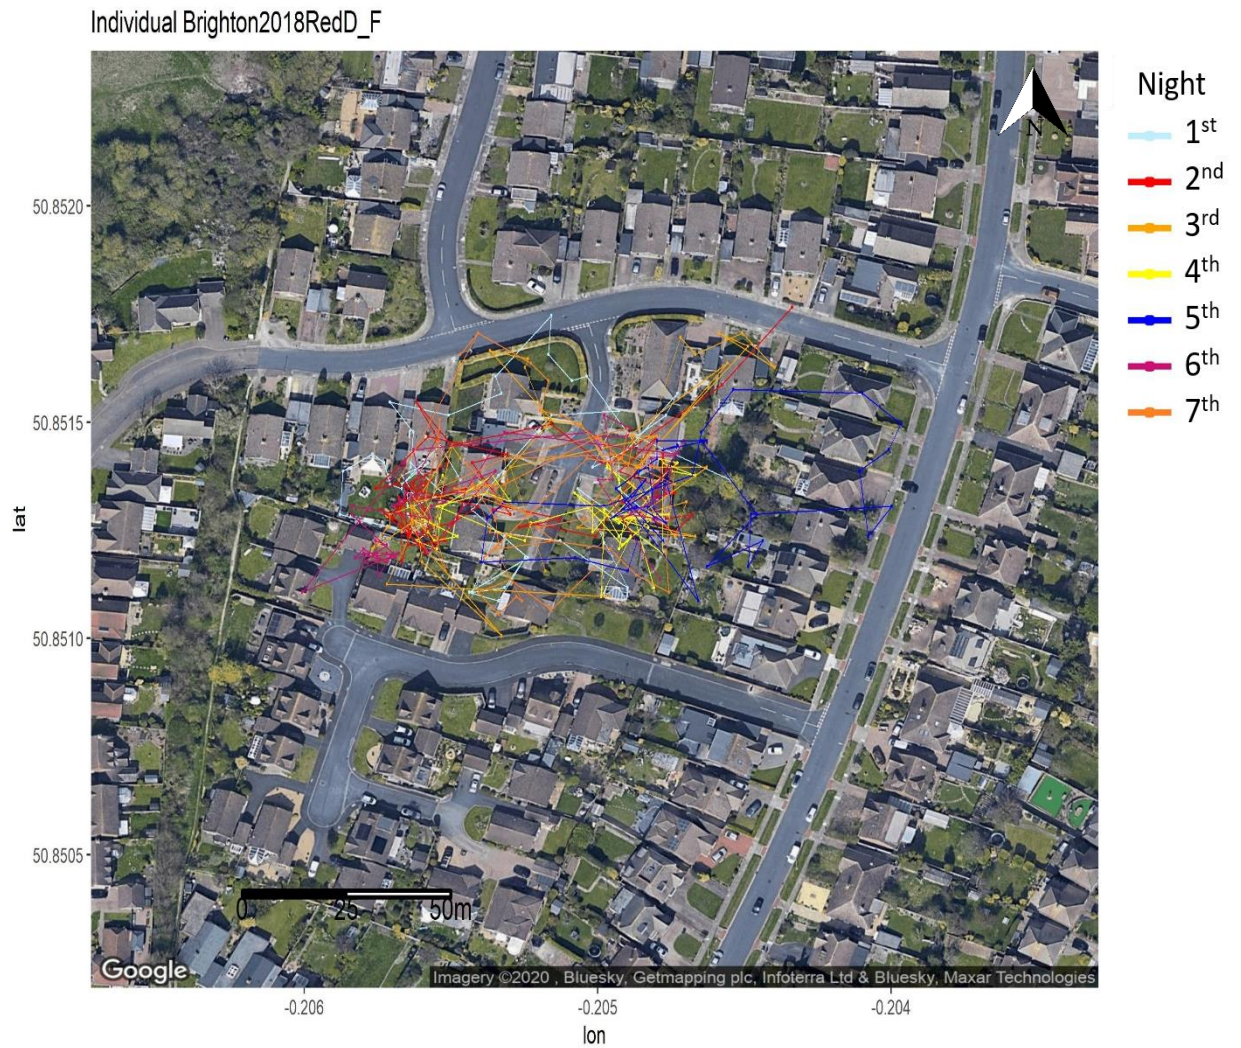 Individual Brighton2018RedD_F
Night
1st
2nd
3rd
4th
5th
6th
7th
N
lat
50.8520
50.8515
50.8510
50.8505
0 25 50m
Google
Imagery ©2020 , Bluesky, Getmapping plc, Infoterra Ltd & Bluesky, Maxar Technologies
-0.206 -0.205 -0.204
lon